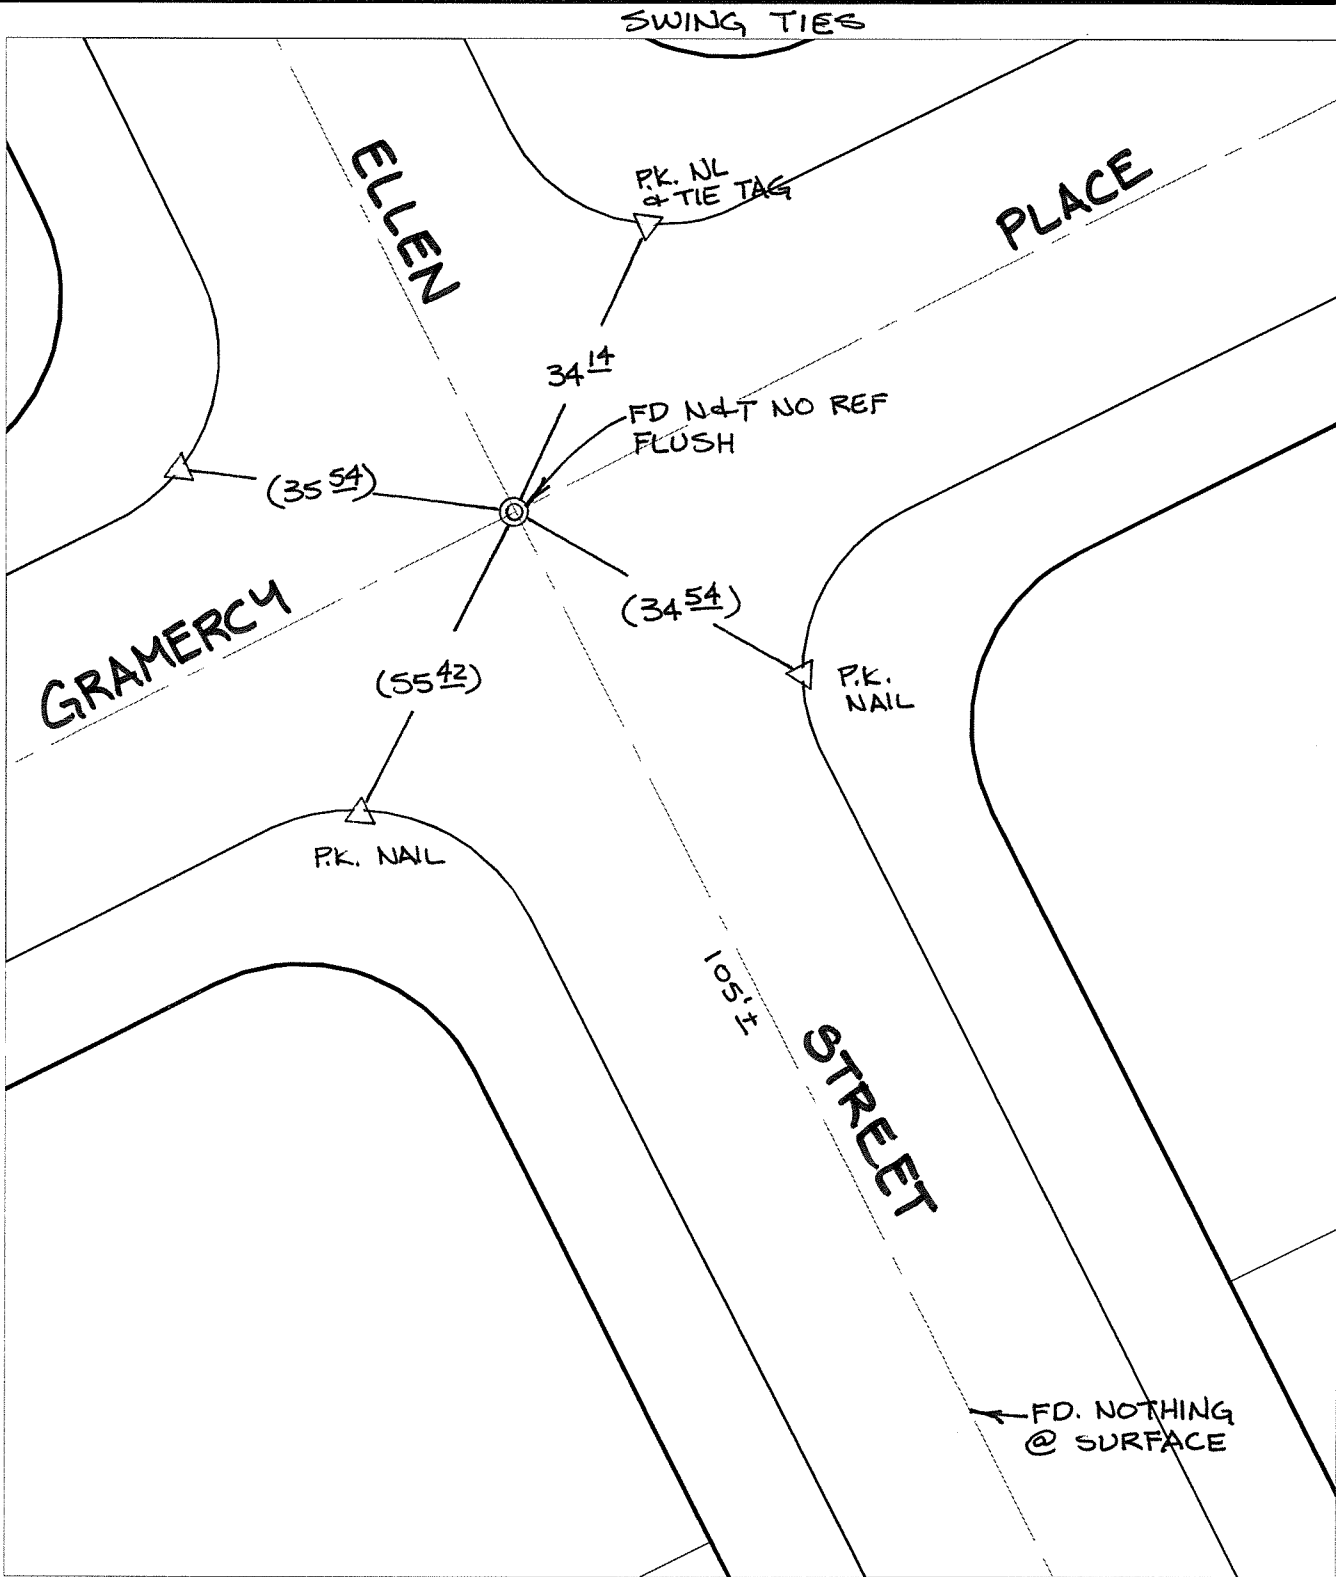 SWING TIES
ELLEN
P.K. NL
& TIE TAG
PLACE
34 14
FD N&T NO REF
FLUSH
(35 54)
(34 54)
GRAMERCY
(55 42)
P.K.
NAIL
P.K. NAIL
105'±
STREET
FD. NOTHING
@ SURFACE